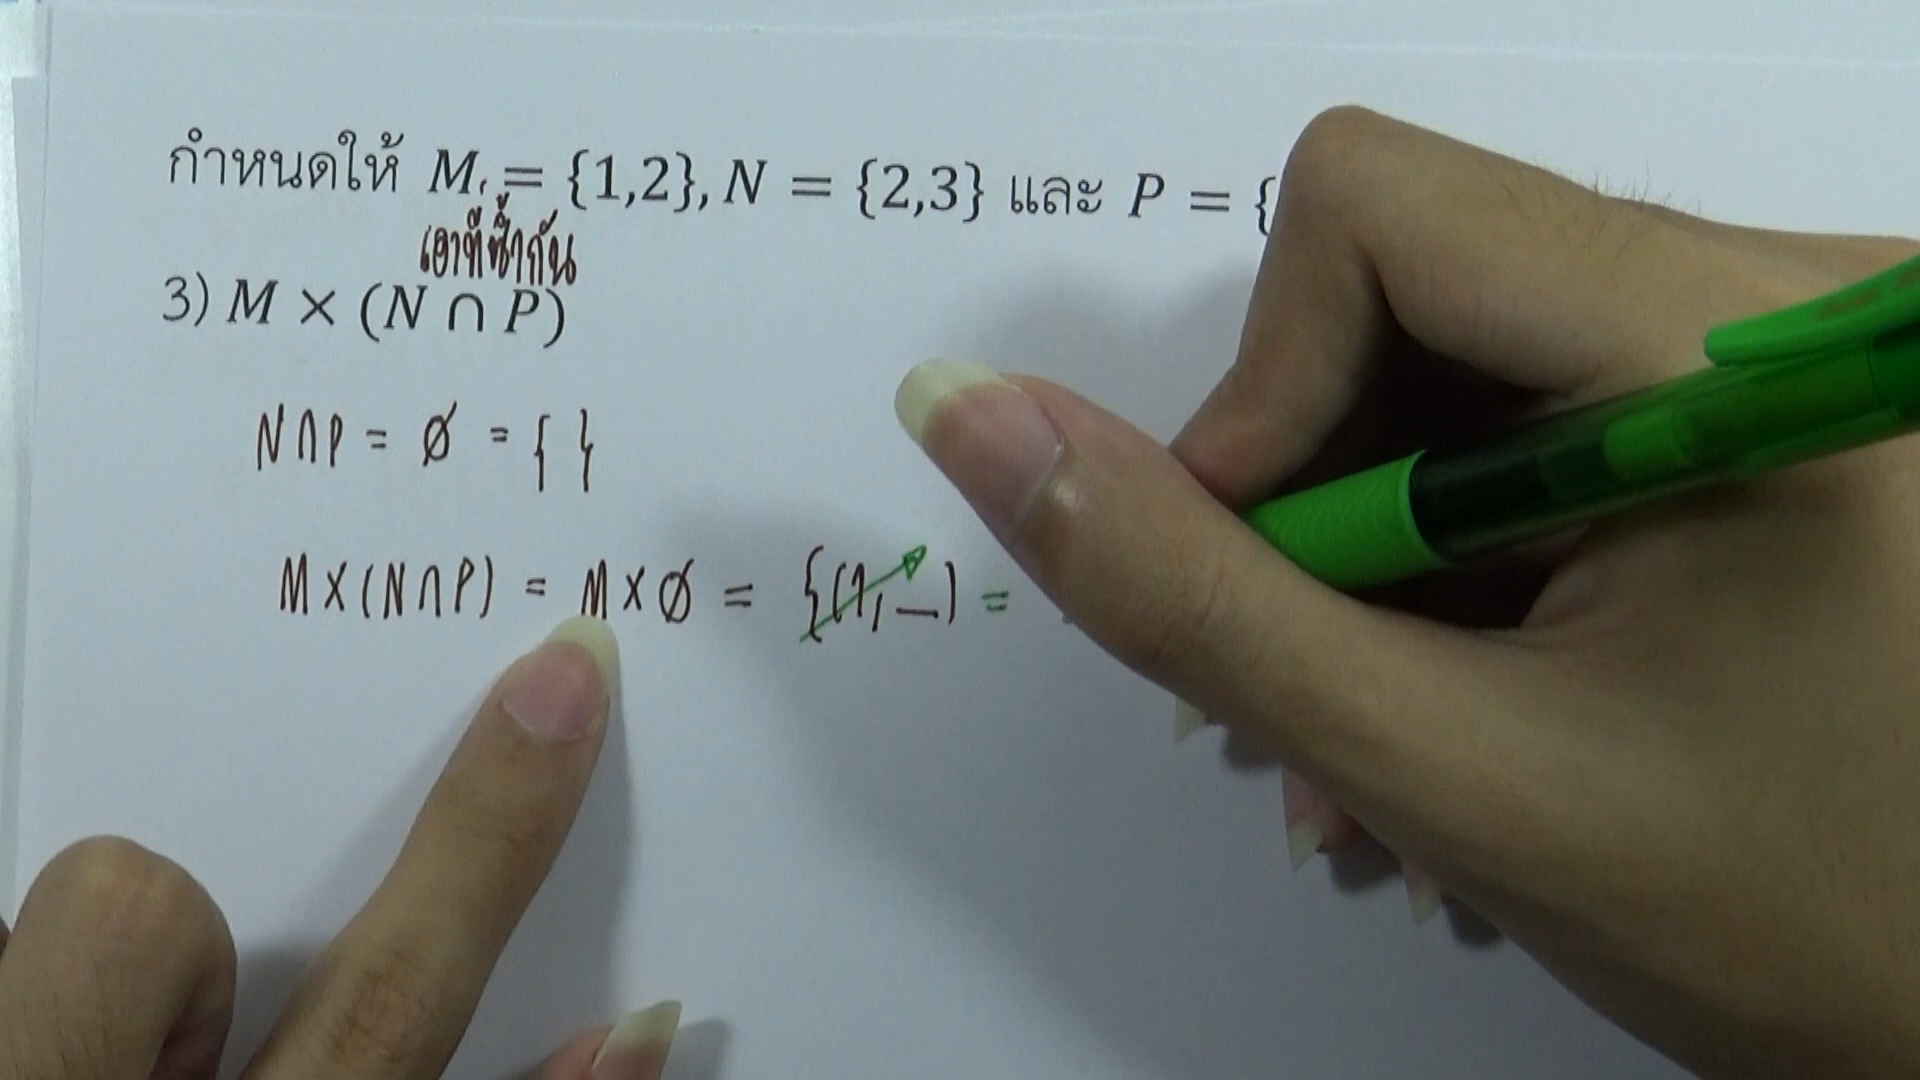 กำหนดให้ M = {1,2}, N = {2,3} และ P = {
เอาที่ซ้ำกัน
3) M × (N ∩ P)
N∩P = ∅ = { }
M×(N∩P) = M×∅ = {(1,_) =